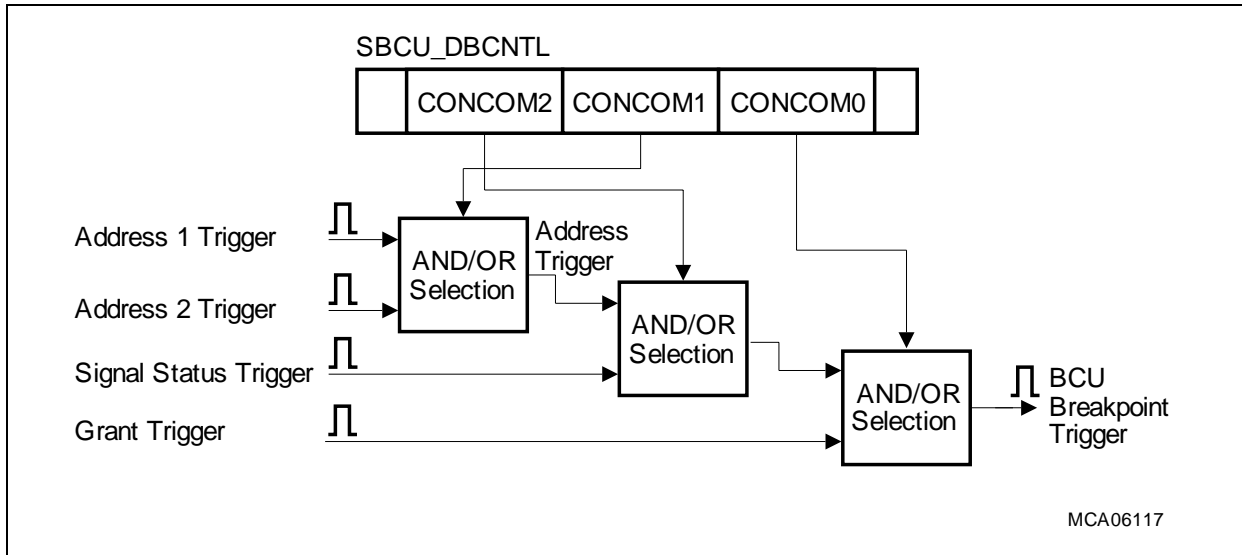 SBCU_DBCNTL
CONCOM2 CONCOM1 CONCOM0
Address 1 Trigger
Address 2 Trigger
Signal Status Trigger
Grant Trigger
AND/OR
Selection
Address
Trigger
AND/OR
Selection
AND/OR
Selection
BCU
Breakpoint
Trigger
MCA06117